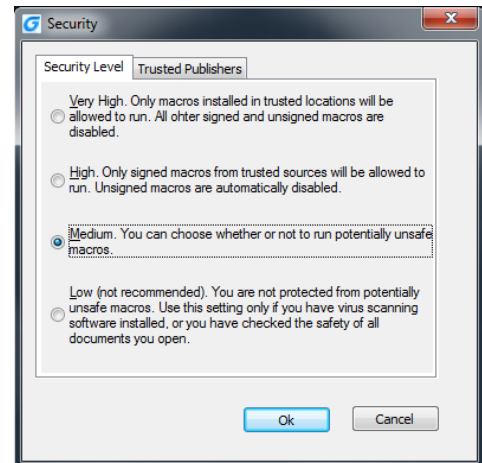 Security
Security Level Trusted Publishers
Very High. Only macros installed in trusted locations will be
allowed to run. All ohter signed and unsigned macros are
disabled.
High. Only signed macros from trusted sources will be allowed to
run. Unsigned macros are automatically disabled.
Medium. You can choose whether or not to run potentially unsafe
macros.
Low (not recommended). You are not protected from potentially
unsafe macros. Use this setting only if you have virus scanning
software installed, or you have checked the safety of all
documents you open.
Ok Cancel